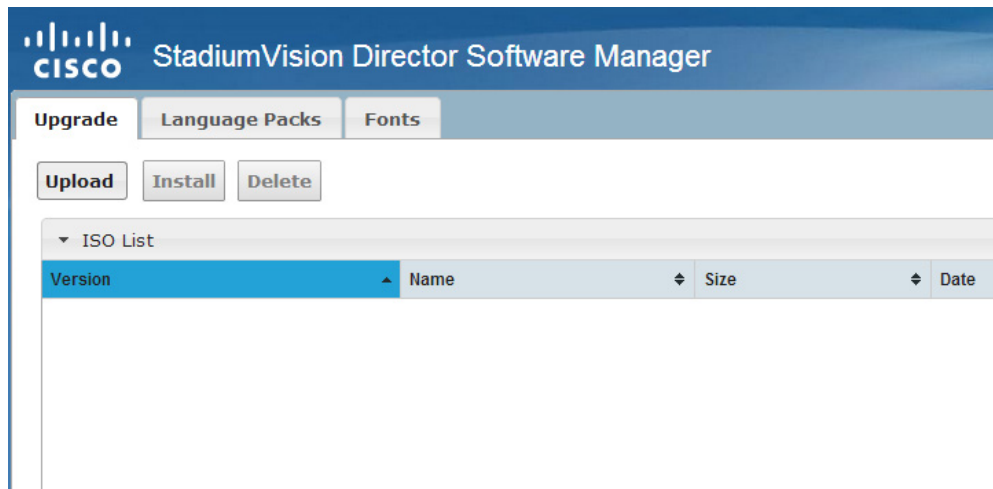 CISCO
StadiumVision Director Software Manager
Upgrade Language Packs Fonts
Upload Install Delete
ISO List
Version Name Size Date